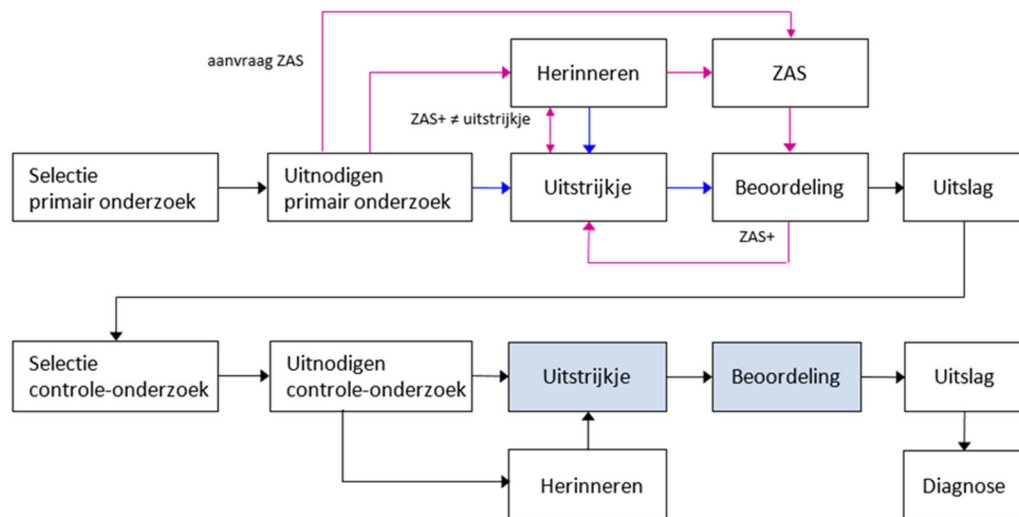 aanvraag ZAS
Herinneren
ZAS
ZAS+ ≠ uitstrijkje
Selectie
primair onderzoek
Uitnodigen
primair onderzoek
Uitstrijkje
Beoordeling
Uitslag
ZAS+
Selectie
controle-onderzoek
Uitnodigen
controle-onderzoek
Uitstrijkje
Beoordeling
Uitslag
Herinneren
Diagnose